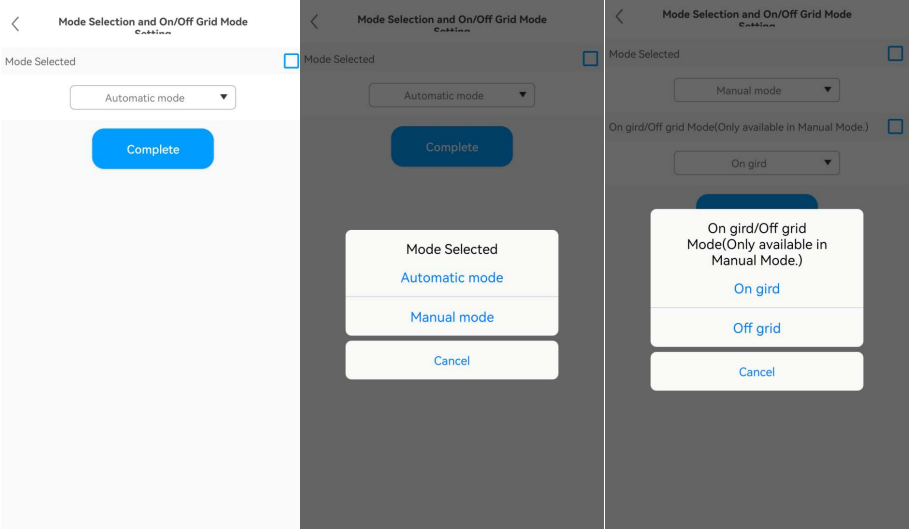 Mode Selection and On/Off Grid Mode
Setting
Mode Selected
Automatic mode
Complete
Mode Selection and On/Off Grid Mode
Setting
Mode Selected
Automatic mode
Complete
Mode Selected
Automatic mode
Manual mode
Cancel
Mode Selection and On/Off Grid Mode
Setting
Mode Selected
Manual mode
On gird/Off grid Mode(Only available in Manual Mode.)
On gird
On gird/Off grid
Mode(Only available in
Manual Mode.)
On gird
Off grid
Cancel